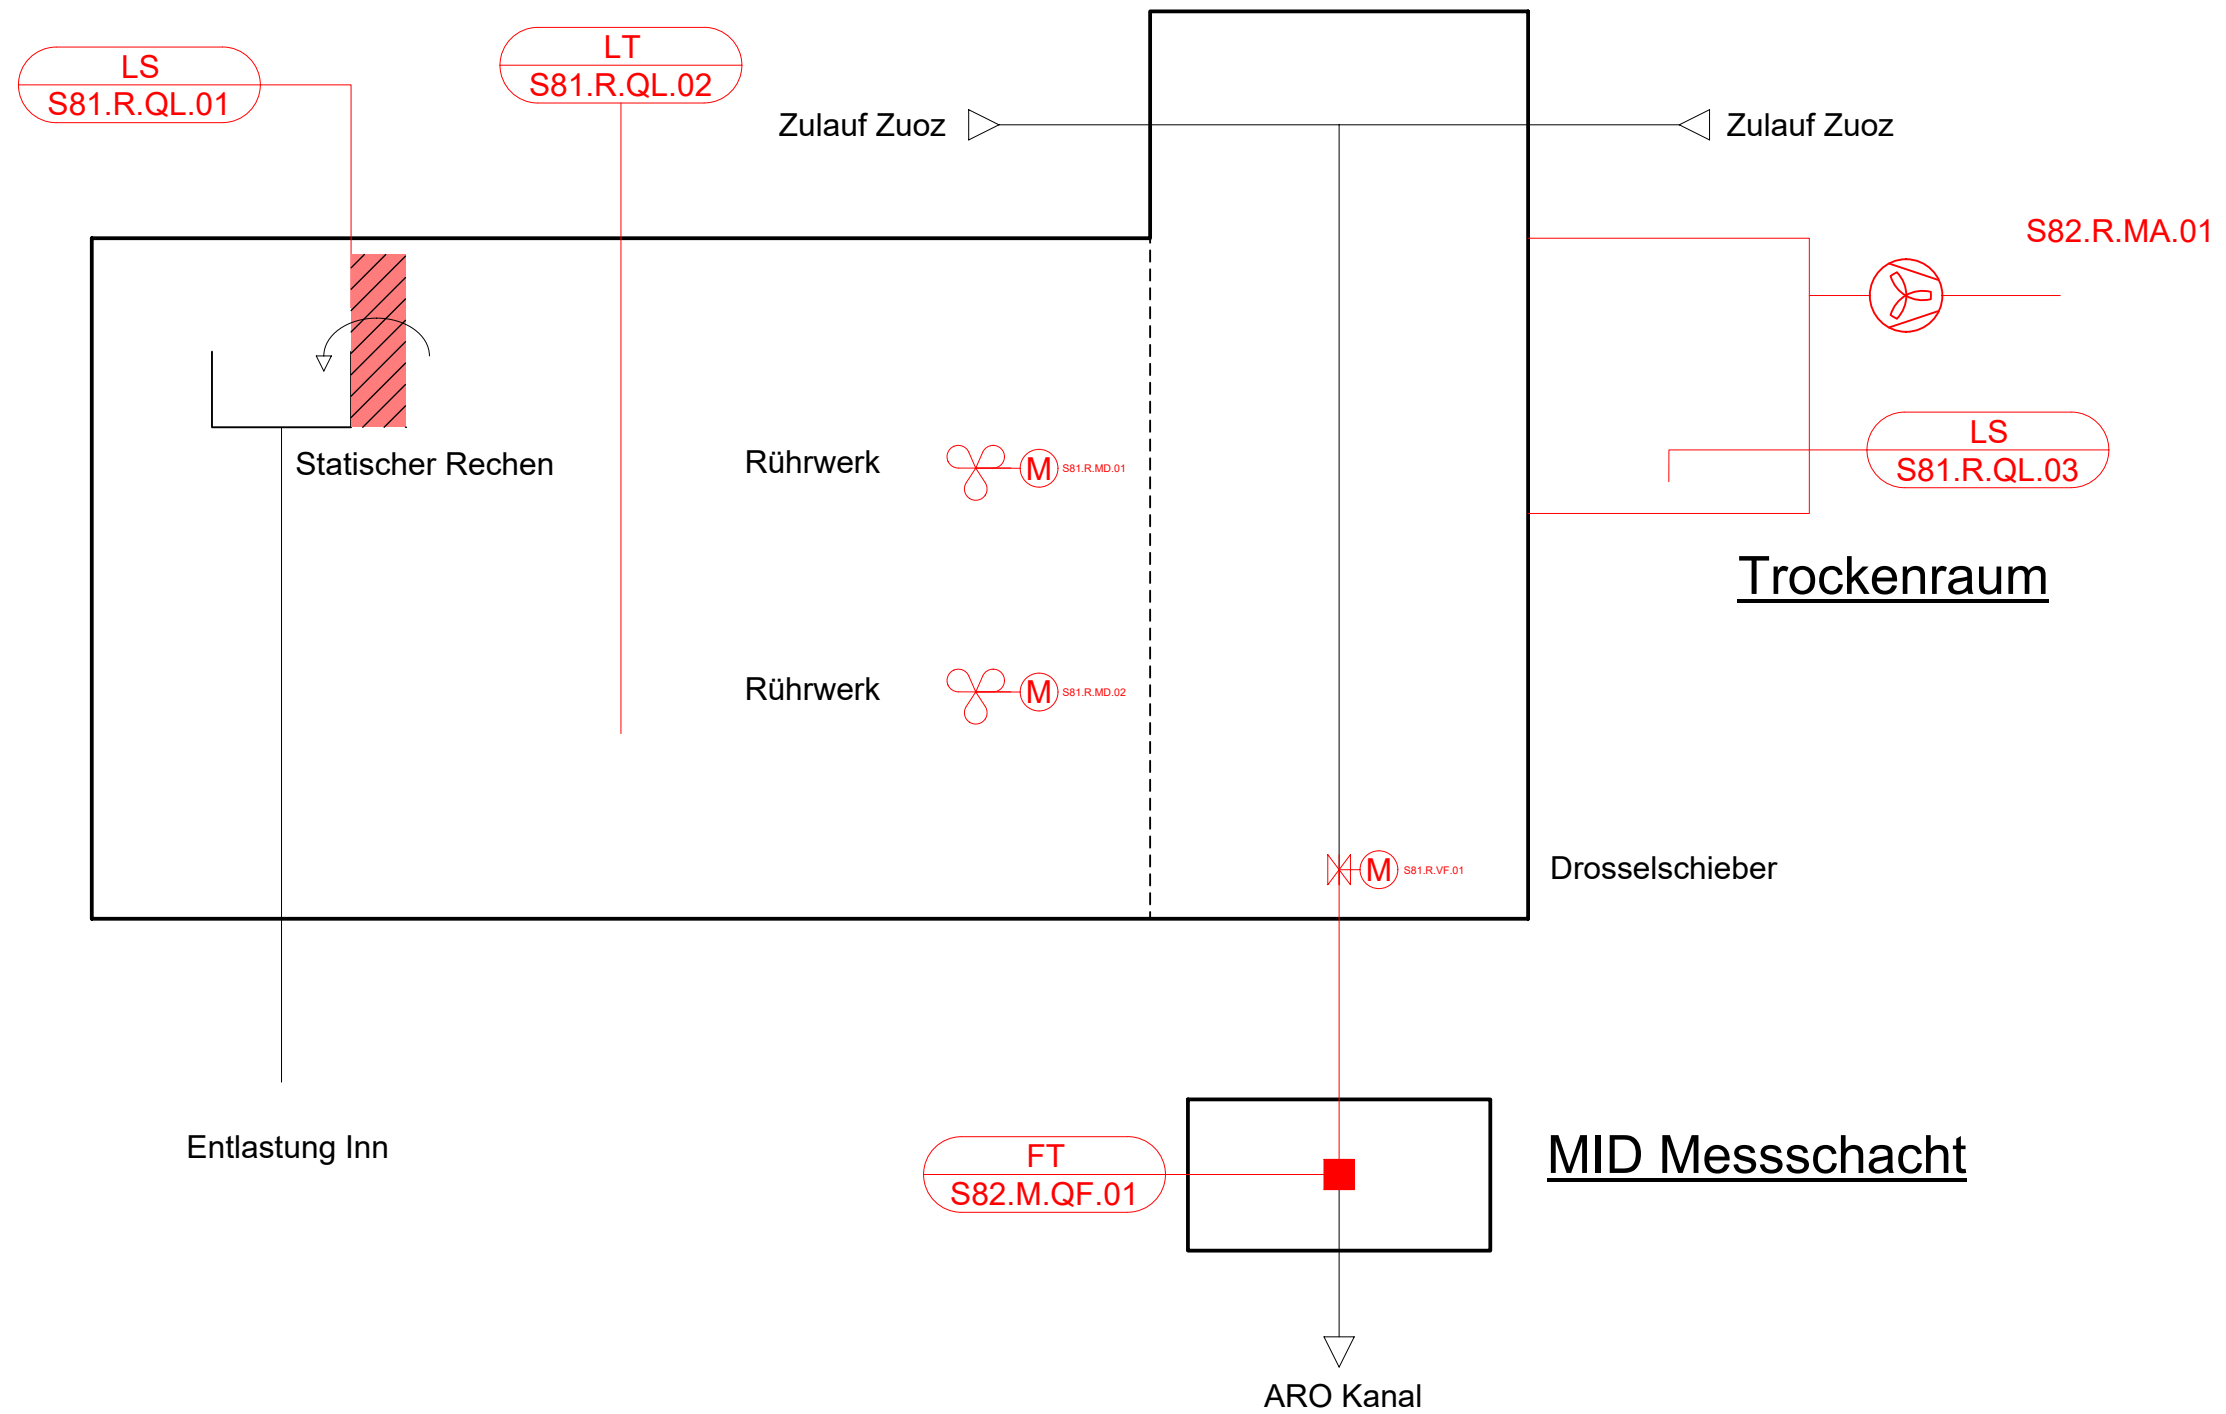 LS
S81.R.QL.01
LT
S81.R.QL.02
Zulauf Zuoz
Zulauf Zuoz
S82.R.MA.01
LS
S81.R.QL.03
Statischer Rechen
Rührwerk
M
S81.R.MD.01
Trockenraum
Rührwerk
M
S81.R.MD.02
M
S81.R.VF.01
Drosselschieber
Entlastung Inn
FT
S82.M.QF.01
MID Messschacht
ARO Kanal